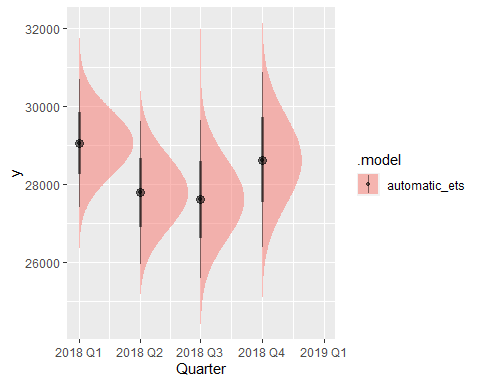 32000
30000
28000
26000
y
2018 Q1 2018 Q2 2018 Q3 2018 Q4 2019 Q1
Quarter
.model
automatic_ets